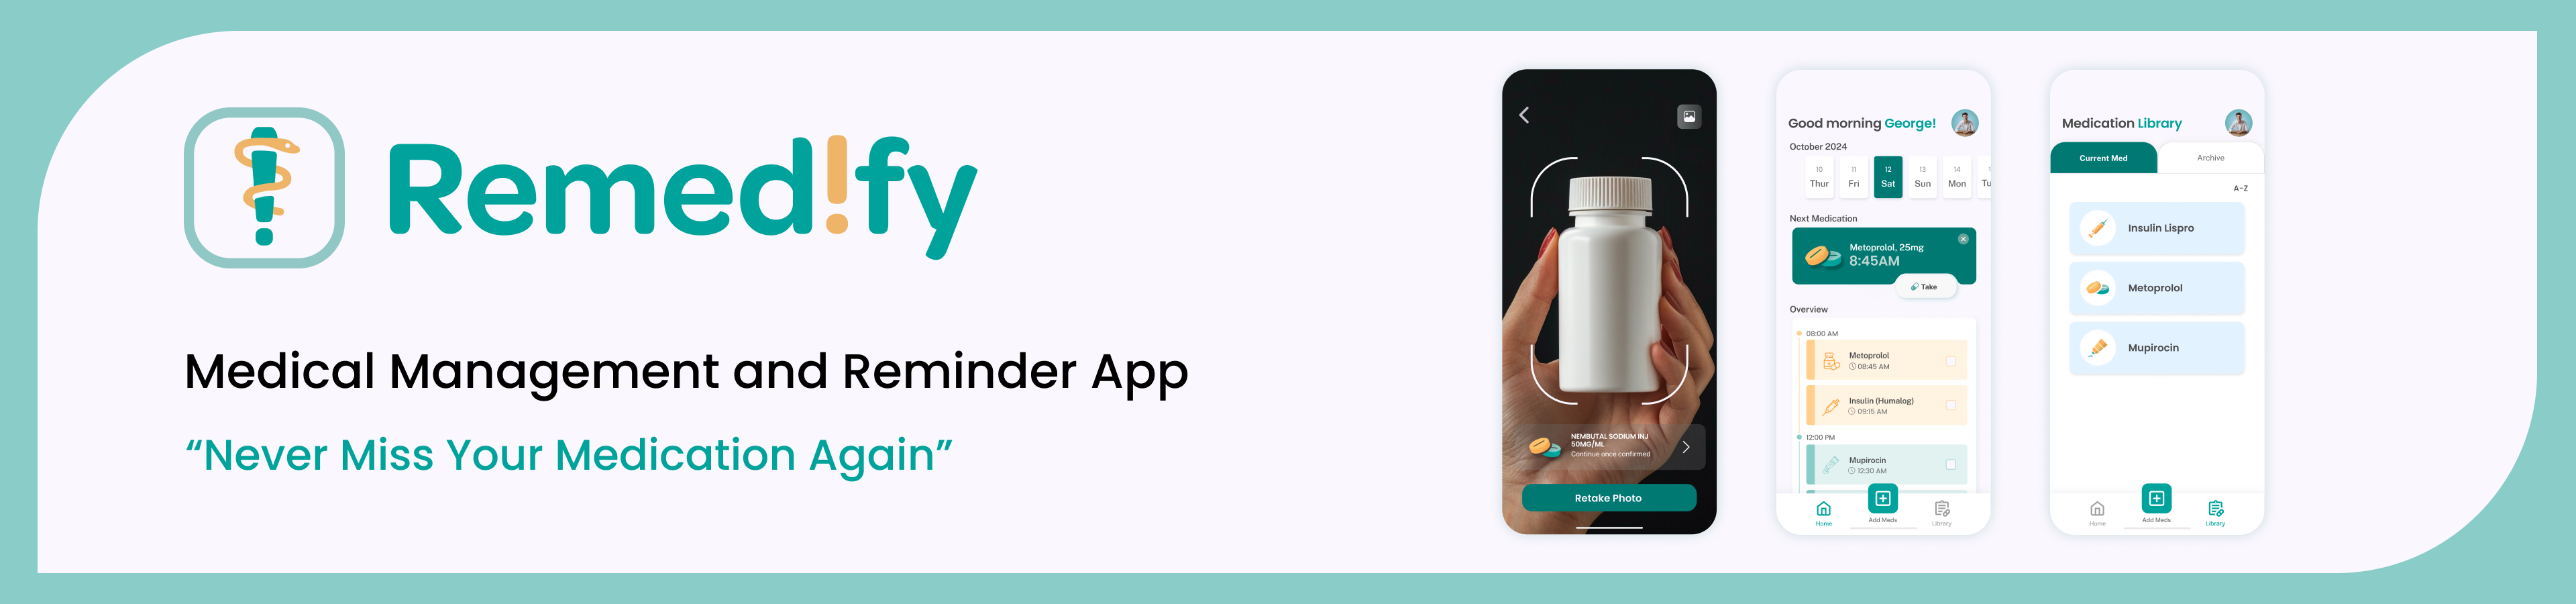 Remed!fy
Medical Management and Reminder App
“Never Miss Your Medication Again”
NEMBUTAL SODIUM INJ
50MG/ML
Continue once confirmed
Retake Photo
Good morning George!
October 2024
10 11 12 13 14
Thur Fri Sat Sun Mon Tu
Next Medication
Metoprolol, 25mg
8:45AM
Take
Overview
08:00 AM
Metoprolol
08:45 AM
Insulin (Humalog)
09:15 AM
12:00 PM
Mupirocin
12:30 AM
Home
Add Meds
Library
Medication Library
Current Med
Archive
A-Z
Insulin Lispro
Metoprolol
Mupirocin
Home
Add Meds
Library